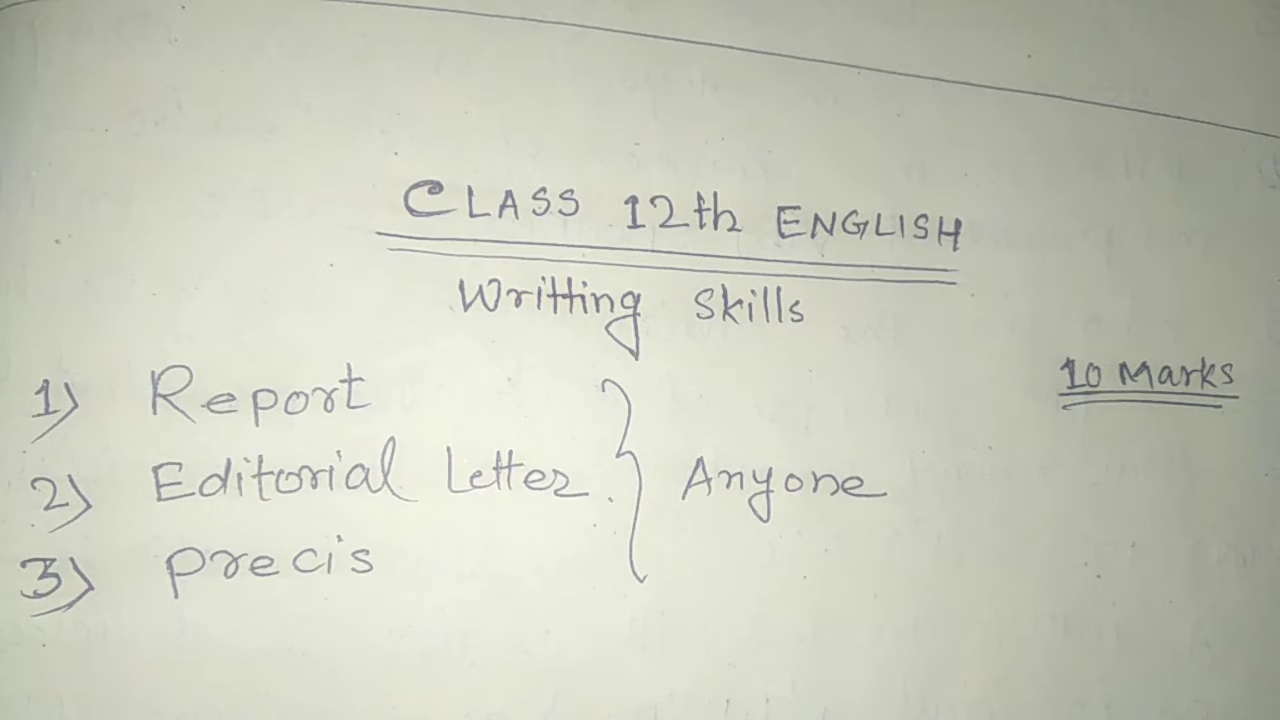 CLASS 12th ENGLISH
Writting Skills
10 Marks
1) Report
2) Editorial Letter. Anyone
3) precis